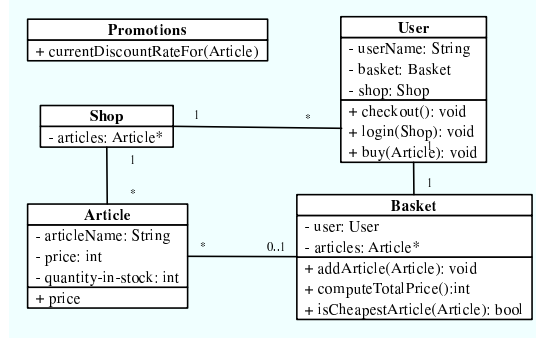 Promotions
+ currentDiscountRateFor(Article)
User
- userName: String
- basket: Basket
- shop: Shop
+ checkout(): void
+ login(Shop): void
+ buy(Article): void
1
Shop
- articles: Article*
1
*
1
*
1
Article
- articleName: String
- price: int
- quantity-in-stock: int
+ price
*
0..1
Basket
- user: User
- articles: Article*
+ addArticle(Article): void
+ computeTotalPrice():int
+ isCheapestArticle(Article): bool